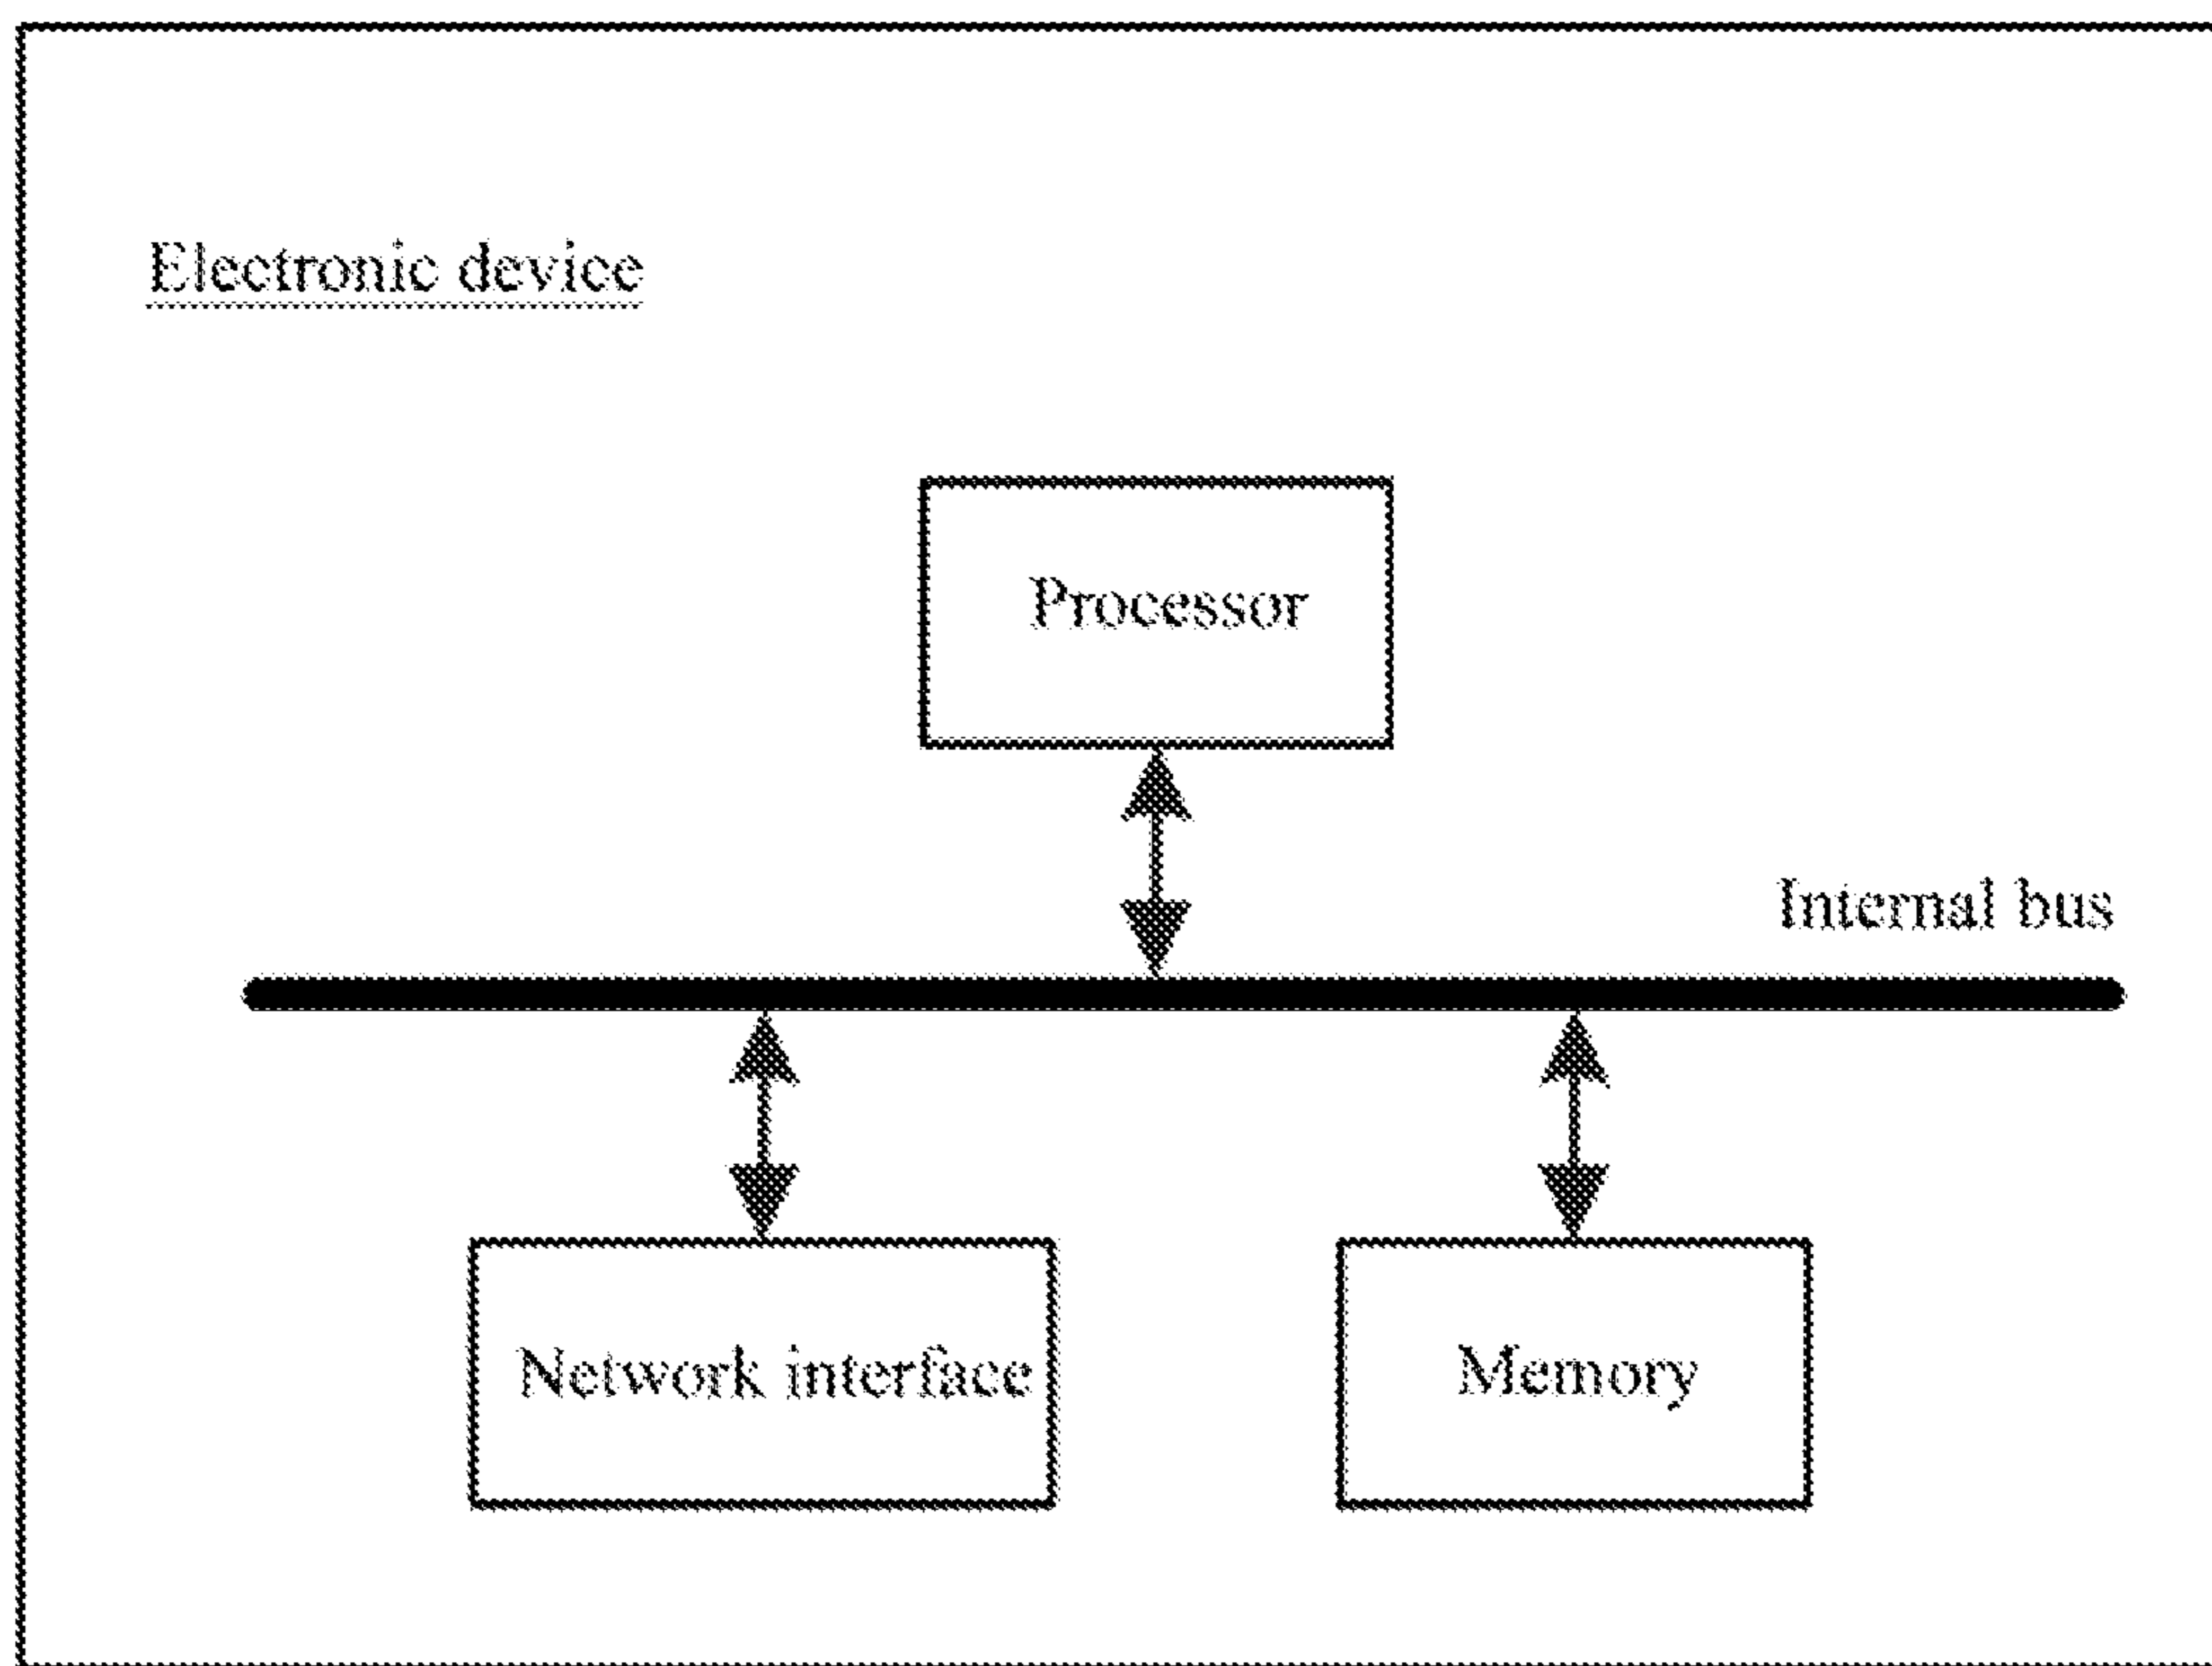 Electronic device
Processor
Internal bus
Network interface
Memory